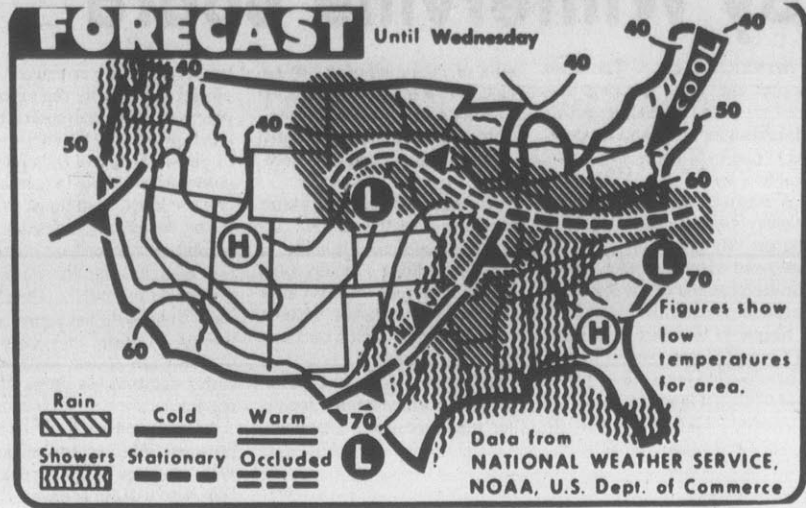 FORECAST Until Wednesday
40
40
40
40
40
COOL
50
50
60
40
L
H
L
70
H
60
Figures show
low
temperatures
for area.
70
L
Rain
Cold
Warm
Showers
Stationary
Occluded
Data from
NATIONAL WEATHER SERVICE,
NOAA, U.S. Dept. of Commerce